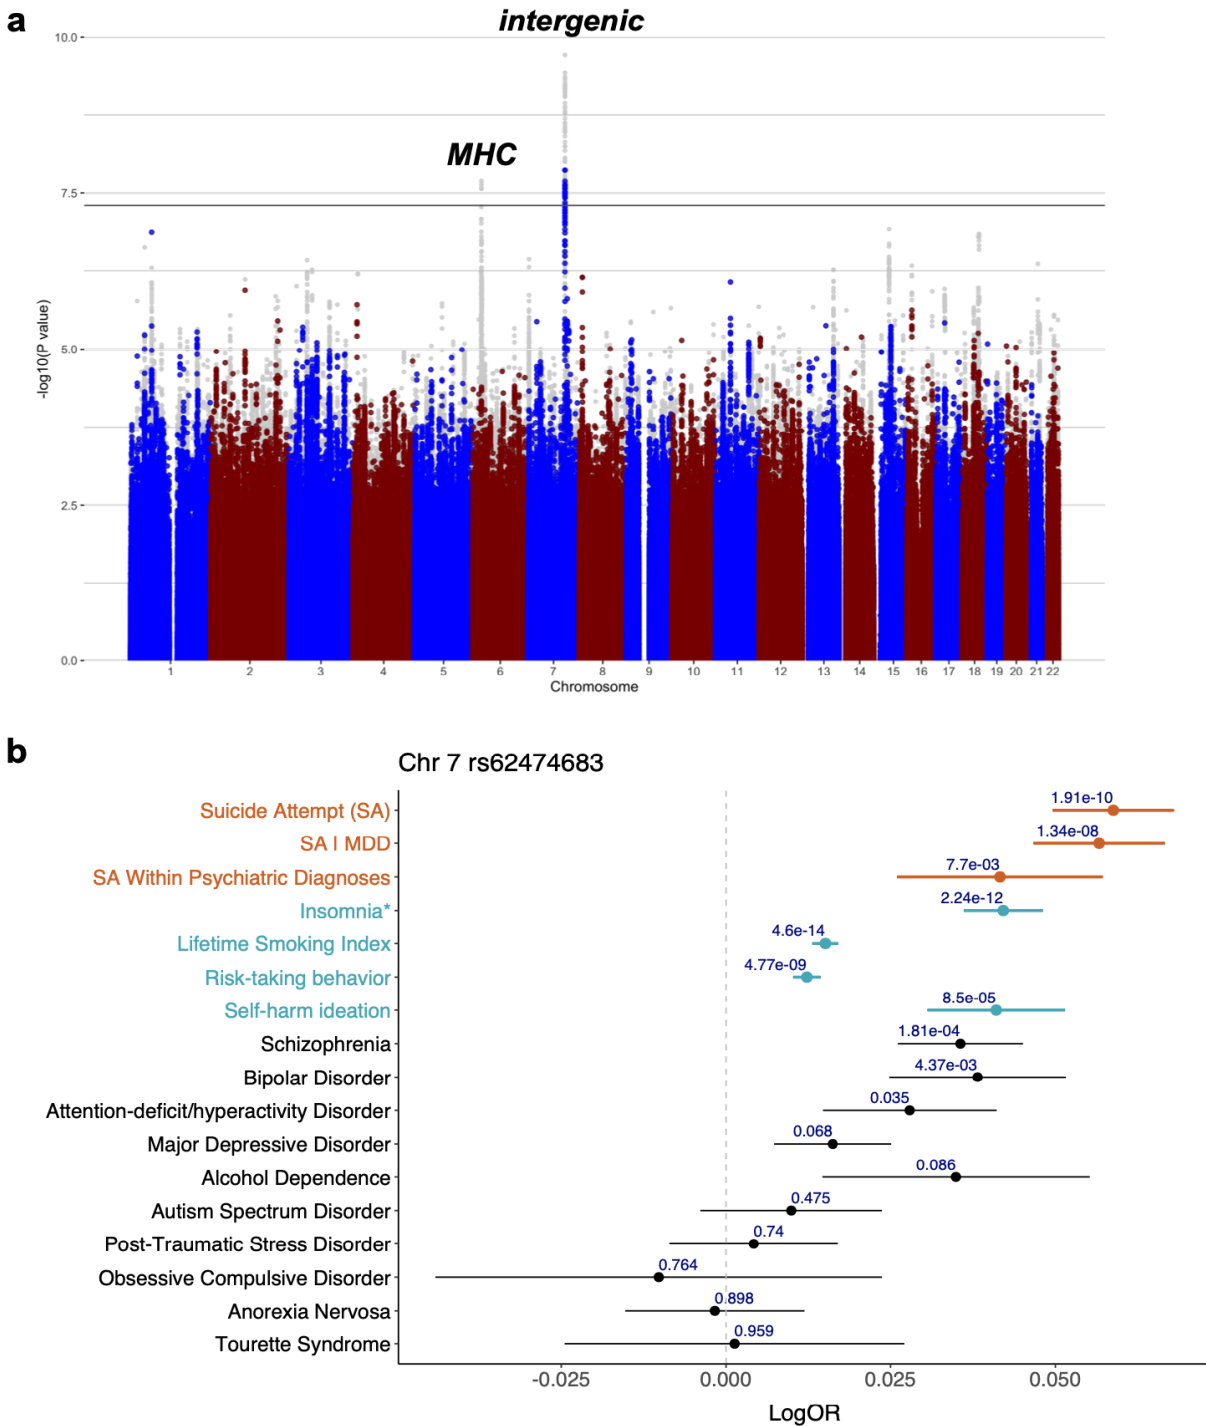 a
intergenic
MHC
10.0
7.5
5.0
2.5
0.0
-log10(P value)
1 2 3 4 5 6 7 8 9 10 11 12 13 14 15 16 17 18 19 20 21 22
Chromosome
b
Chr 7 rs62474683
Suicide Attempt (SA) 1.91e-10
SA | MDD 1.34e-08
SA Within Psychiatric Diagnoses 7.7e-03
Insomnia* 2.24e-12
Lifetime Smoking Index 4.6e-14
Risk-taking behavior 4.77e-09
Self-harm ideation 8.5e-05
Schizophrenia 1.81e-04
Bipolar Disorder 4.37e-03
Attention-deficit/hyperactivity Disorder 0.035
Major Depressive Disorder 0.068
Alcohol Dependence 0.086
Autism Spectrum Disorder 0.475
Post-Traumatic Stress Disorder 0.74
Obsessive Compulsive Disorder 0.764
Anorexia Nervosa 0.898
Tourette Syndrome 0.959
-0.025 0.000 0.025 0.050
LogOR